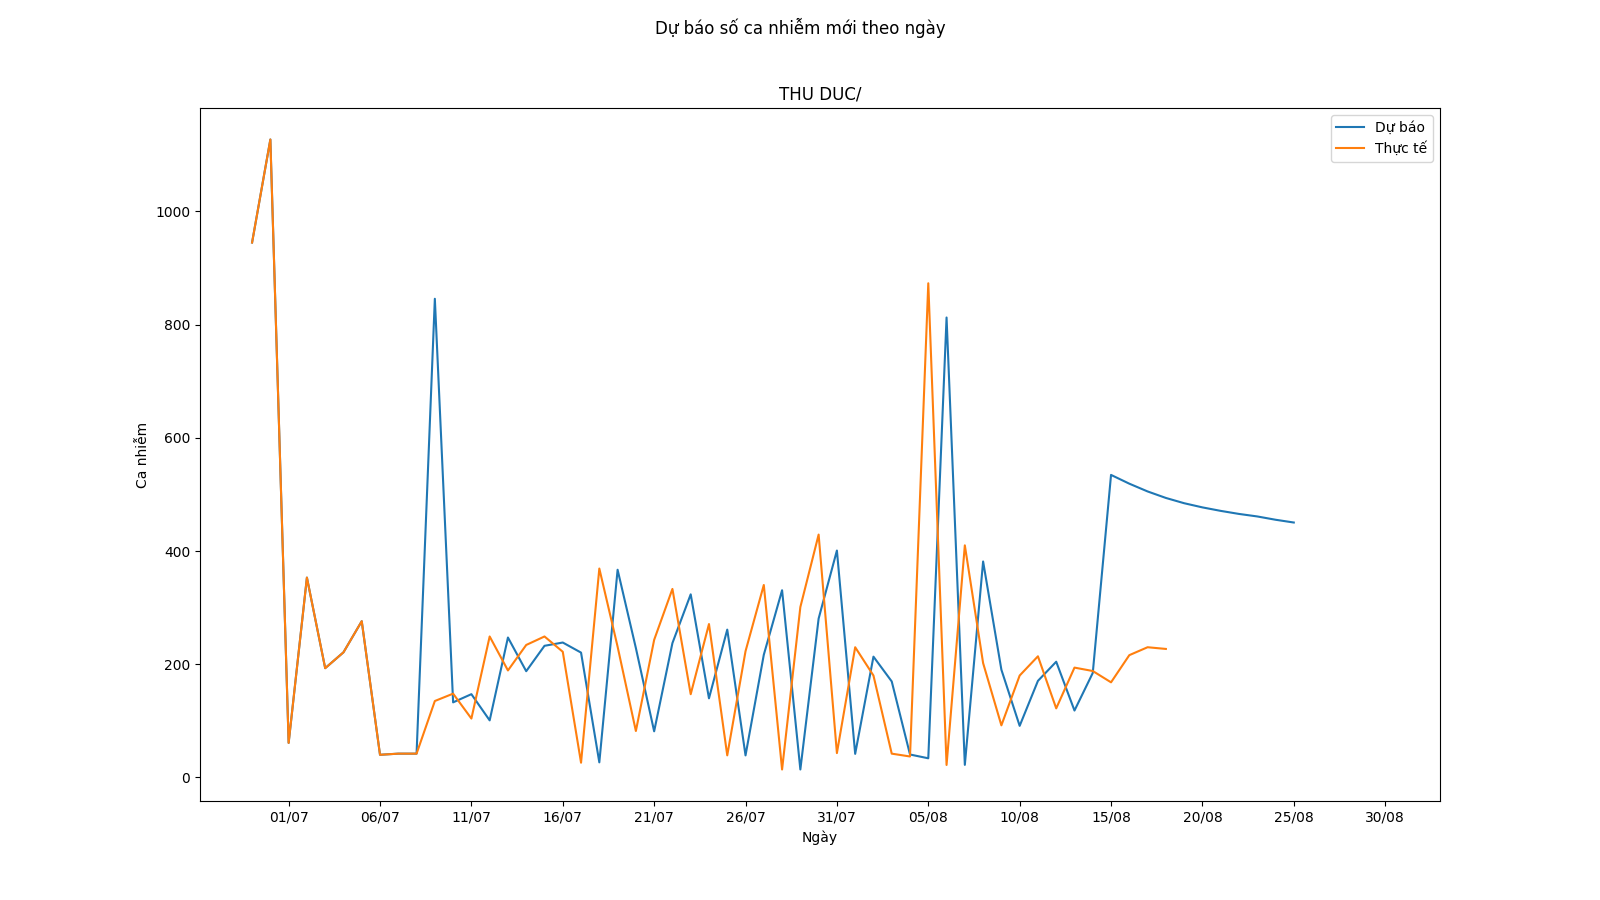 Dự báo số ca nhiễm mới theo ngày
THU DUC/
Dự báo
Thực tế
1000
800
600
400
200
0
Ca nhiễm
01/07 06/07 11/07 16/07 21/07 26/07 31/07 05/08 10/08 15/08 20/08 25/08 30/08
Ngày